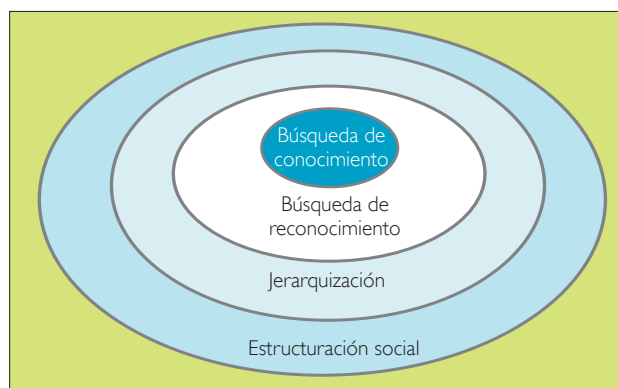 Búsqueda de
conocimiento
Búsqueda de
reconocimiento
Jerarquización
Estructuración social